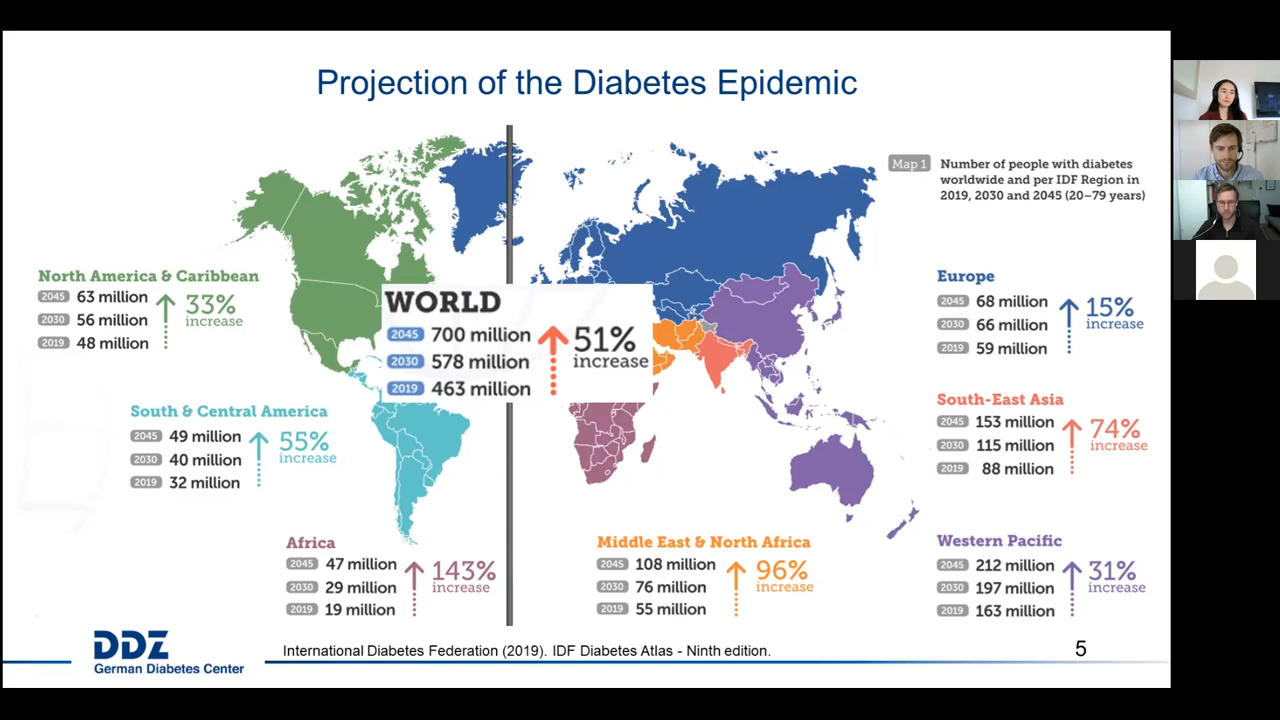 Projection of the Diabetes Epidemic
Map 1
Number of people with diabetes
worldwide and per IDF Region in
2019, 2030 and 2045 (20–79 years)
North America & Caribbean
2045 63 million
2030 56 million
2019 48 million
33%
increase
WORLD
2045 700 million
2030 578 million
2019 463 million
51%
increase
Europe
2045 68 million
2030 66 million
2019 59 million
15%
increase
South & Central America
2045 49 million
2030 40 million
2019 32 million
55%
increase
South-East Asia
2045 153 million
2030 115 million
2019 88 million
74%
increase
Africa
2045 47 million
2030 29 million
2019 19 million
143%
increase
Middle East & North Africa
2045 108 million
2030 76 million
2019 55 million
96%
increase
Western Pacific
2045 212 million
2030 197 million
2019 163 million
31%
increase
DDZ
German Diabetes Center
International Diabetes Federation (2019). IDF Diabetes Atlas - Ninth edition.
5